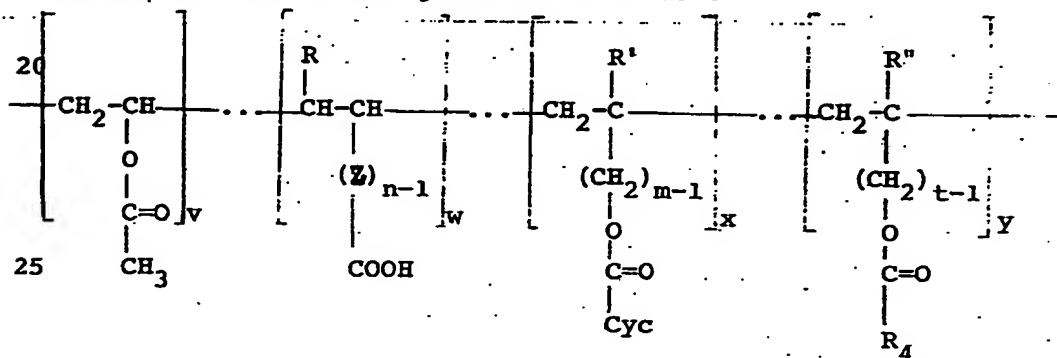 20
R R' R"
—CH₂—CH— ... CH—CH ... CH₂—C ... —CH₂—C—
O (Z)n-1 (CH₂)m-1 (CH₂)t-1
C=O v w O x O y
25 CH₃ COOH C=O C=O
Cyc R₄